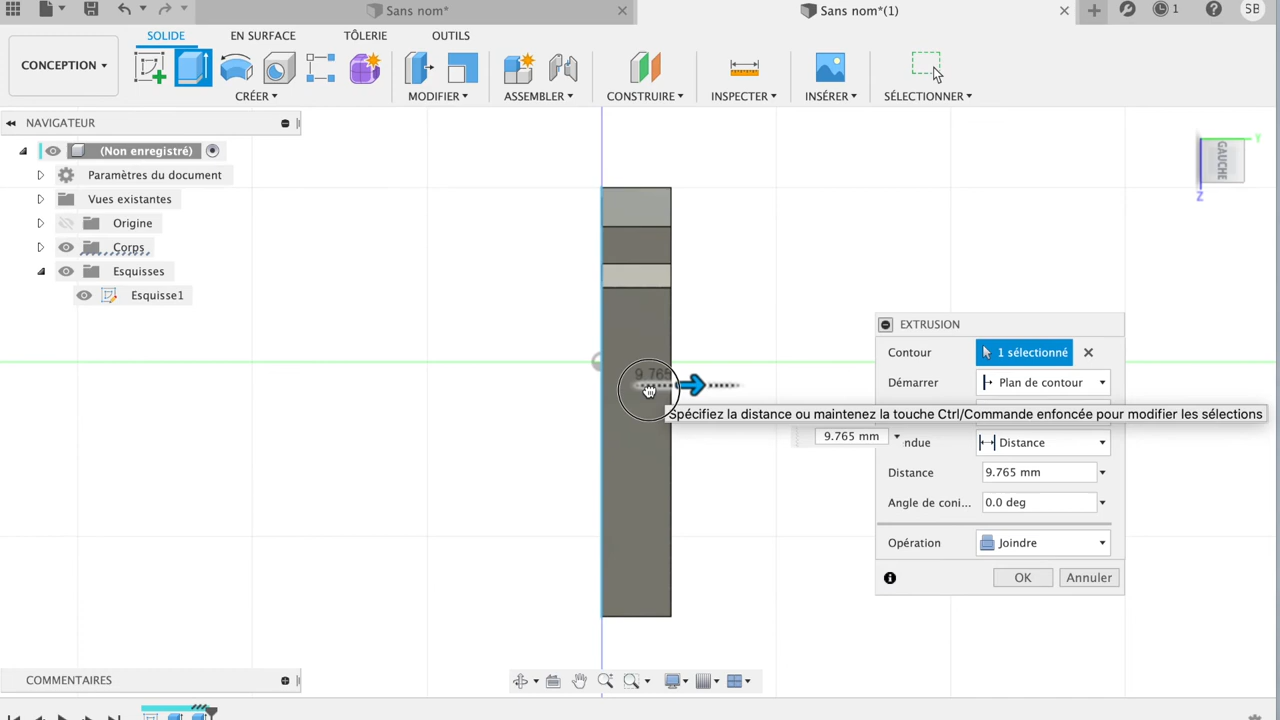 Sans nom*
Sans nom*(1)
1
SB
CONCEPTION
SOLIDE
EN SURFACE
TÔLERIE
OUTILS
CRÉER
MODIFIER
ASSEMBLER
CONSTRUIRE
INSPECTER
INSÉRER
SÉLECTIONNER
NAVIGATEUR
(Non enregistré)
Paramètres du document
Vues existantes
Origine
Corps
Esquisses
Esquisse1
Y
GAUCHE
Z
EXTRUSION
Contour
1 sélectionné
Démarrer
Plan de contour
9.765
Spécifiez la distance ou maintenez la touche Ctrl/Commande enfoncée pour modifier les sélections
9.765 mm
ndue
Distance
Distance
9.765 mm
Angle de coni...
0.0 deg
Opération
Joindre
OK
Annuler
COMMENTAIRES